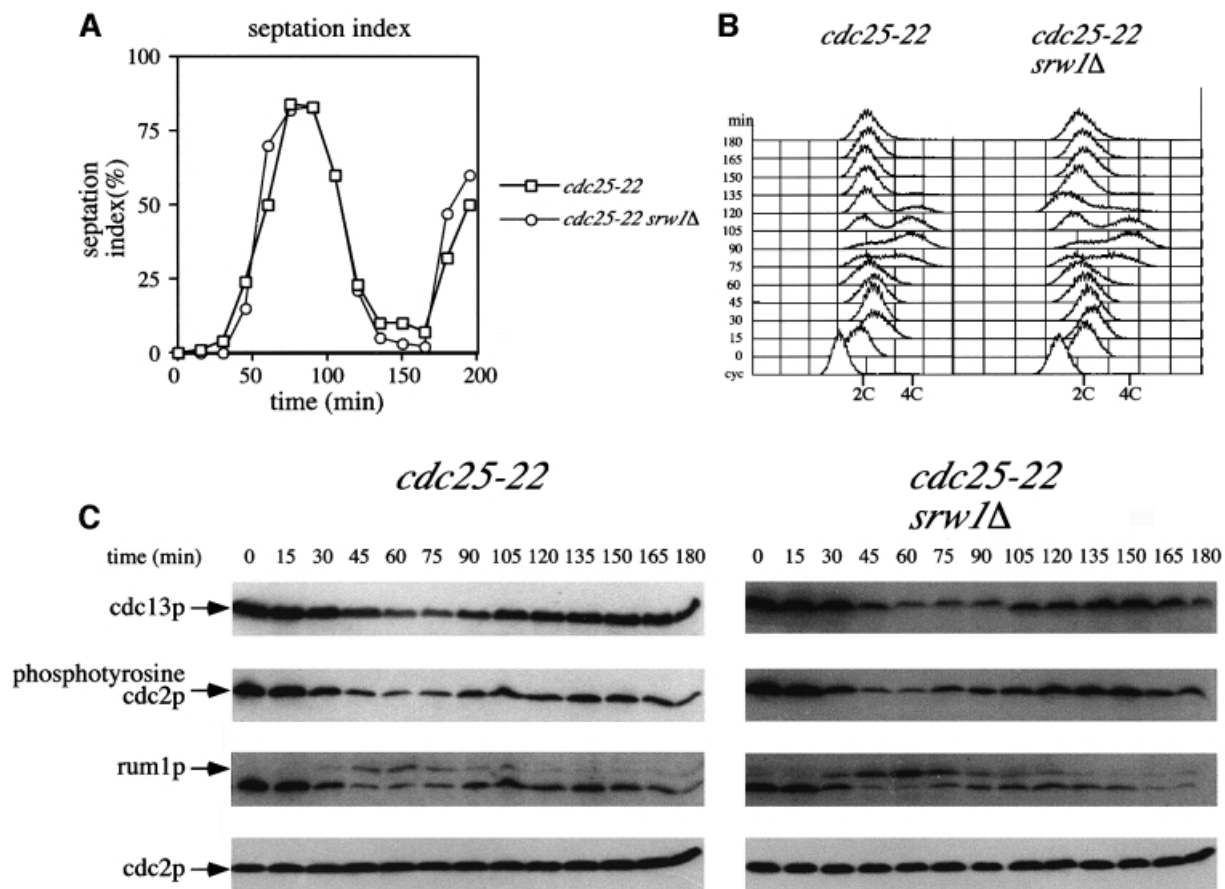 A
septation index
100
75
50
25
0
septation
index(%)
0 50 100 150 200
time (min)
cdc25-22
cdc25-22 srw1Δ
B
cdc25-22
cdc25-22
srw1Δ
min
180
165
150
135
120
105
90
75
60
45
30
15
0
cyc
2C 4C
2C 4C
C
cdc25-22
cdc25-22
srw1Δ
time (min)
0 15 30 45 60 75 90 105 120 135 150 165 180
0 15 30 45 60 75 90 105 120 135 150 165 180
cdc13p
phosphotyrosine
cdc2p
rum1p
cdc2p